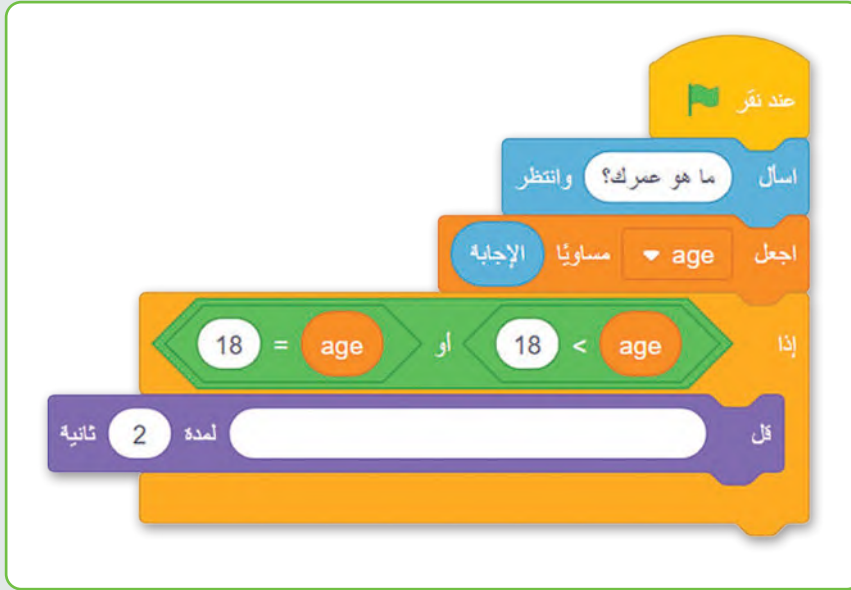 عند نقر
اسأل ما هو عمرك؟ وانتظر
اجعل age مساويًا الإجابة
إذا age > 18 أو age = 18
قل لمدة 2 ثانية